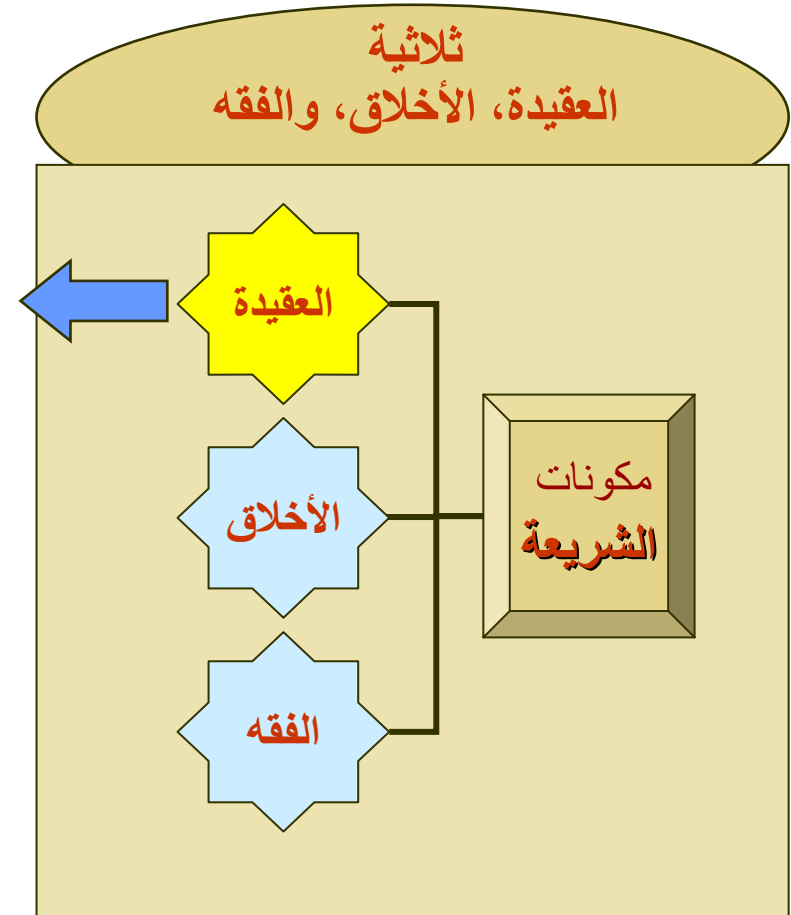 ثلاثية
العقيدة، الأخلاق، والفقه
العقيدة
مكونات
الشريعة
الأخلاق
الفقه